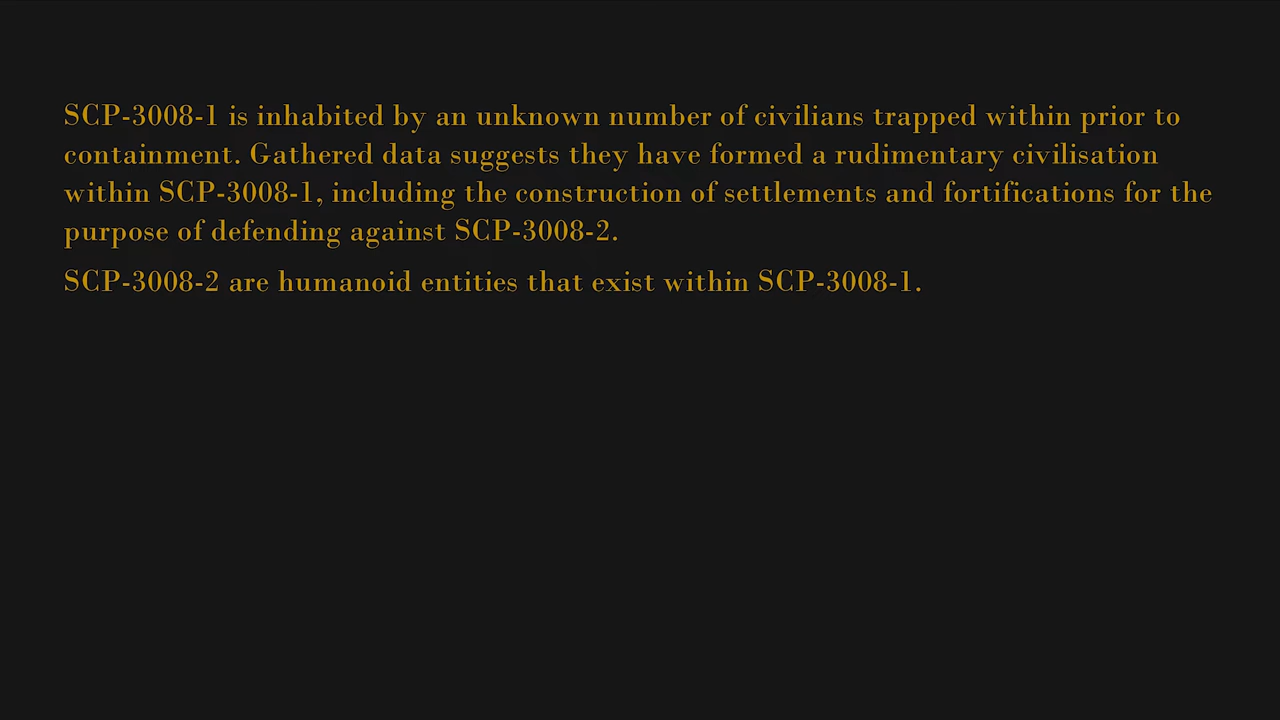 SCP-3008-1 is inhabited by an unknown number of civilians trapped within prior to
containment. Gathered data suggests they have formed a rudimentary civilisation
within SCP-3008-1, including the construction of settlements and fortifications for the
purpose of defending against SCP-3008-2.
SCP-3008-2 are humanoid entities that exist within SCP-3008-1.